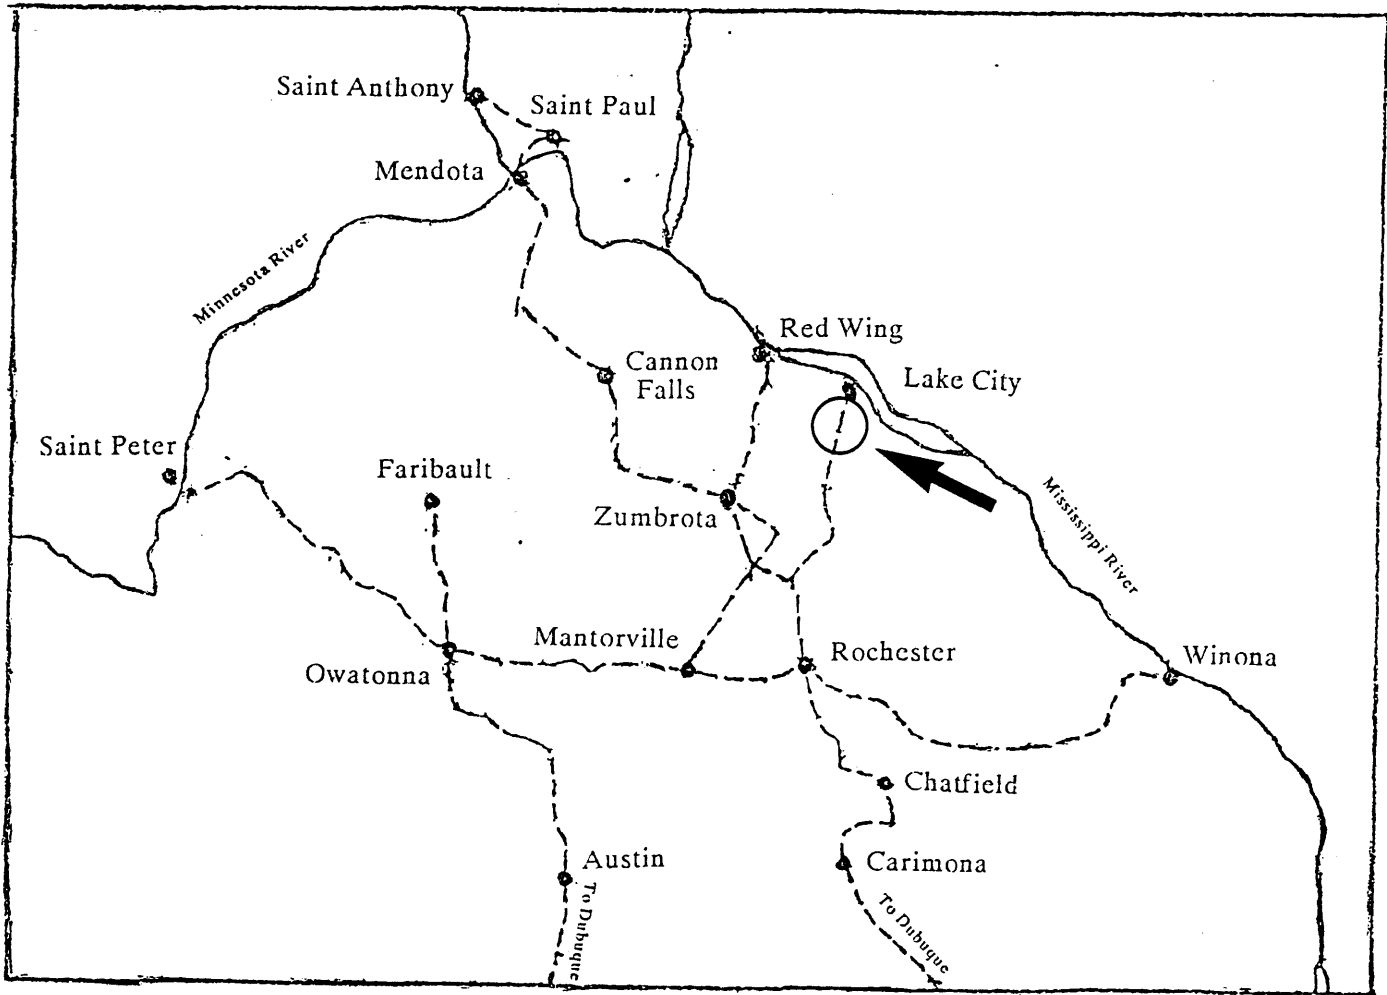 Saint Anthony
Saint Paul
Mendota
Minnesota River
Red Wing
Cannon
Falls
Lake City
Saint Peter
Faribault
Zumbrota
Mississippi River
Mantorville
Rochester
Winona
Owatonna
Chatfield
Austin
Carimona
To Dubuque
To Dubuque